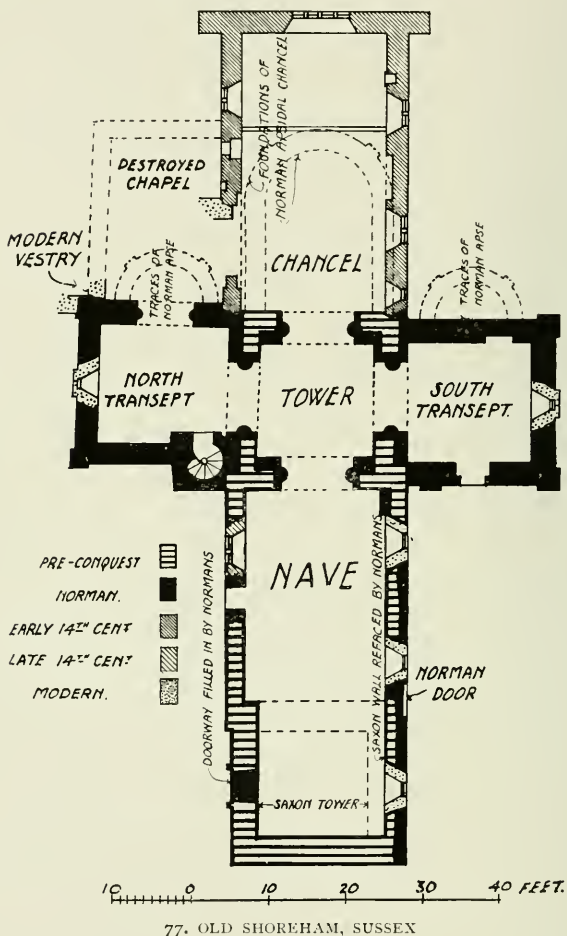 FOUNDATIONS OF
NORMAN APSIDAL CHANCEL
DESTROYED
CHAPEL
MODERN
VESTRY
TRACES OF
NORMAN APSE
CHANCEL
TRACES OF
NORMAN APSE
NORTH
TRANSEPT
TOWER
SOUTH
TRANSEPT.
PRE-CONQUEST
NORMAN.
EARLY 14TH CENT
LATE 14TH CENT
MODERN.
DOORWAY FILLED IN BY NORMANS
NAVE
SAXON WALL REFACED BY NORMANS
NORMAN
DOOR
SAXON TOWER
10 0 10 20 30 40 FEET.
77. OLD SHOREHAM, SUSSEX